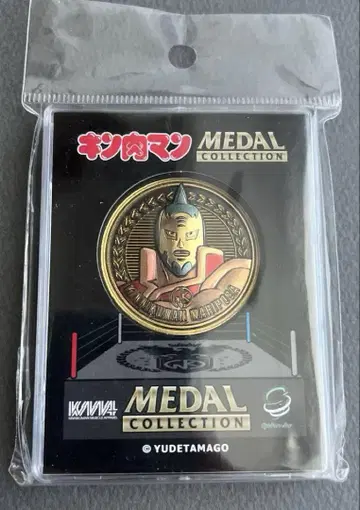 キン肉マン MEDAL
COLLECTION
KINNIKUMAN MARIPOSA
MEDAL
COLLECTION
© YUDETAMAGO